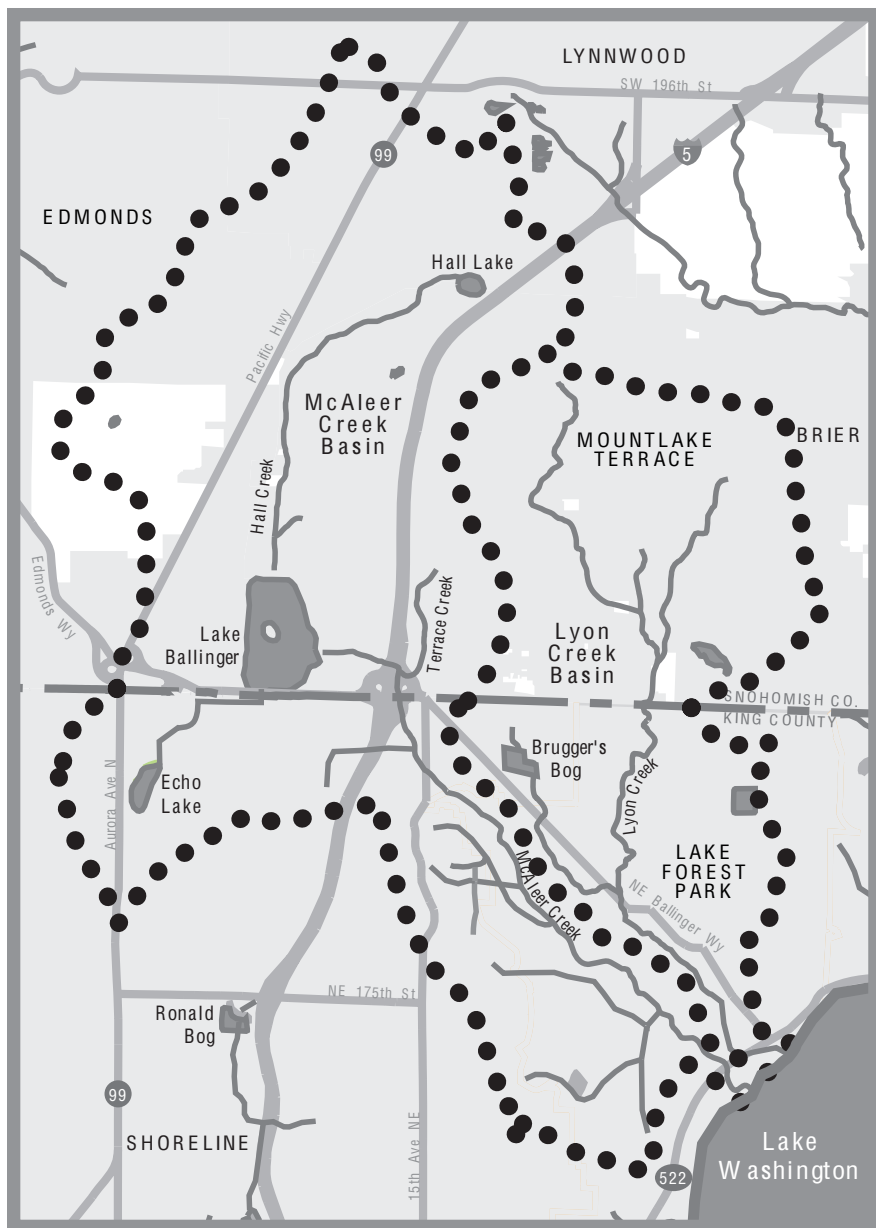 LYNNWOOD
SW 196th St
99
5
EDMONDS
Hall Lake
Pacific Hwy
McAleer
Creek
Basin
MOUNTLAKE
TERRACE
BRIER
Hall Creek
Edmonds Wy
Terrace Creek
Lake
Ballinger
Lyon
Creek
Basin
SNOHOMISH CO.
KING COUNTY
Brugger's
Bog
Echo
Lake
Aurora Ave N
Lyon Creek
LAKE
FOREST
PARK
McAleer Creek
NE Ballinger Wy
NE 175th St
Ronald
Bog
99
15th Ave NE
SHORELINE
522
Lake
Washington